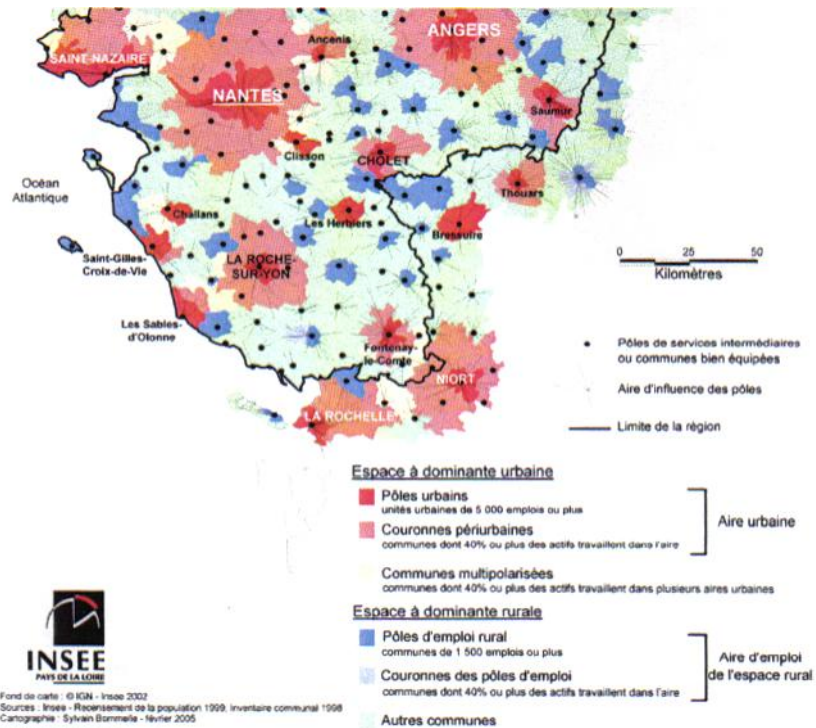 ANGERS
Ancenis
SAINT-NAZAIRE
NANTES
Saumur
Clisson
CHOLET
Océan
Atlantique
Thouars
Challans
Les Herbiers
Bressuire
Saint-Gilles-
Croix-de-Vie
LA ROCHE-
SUR-YON
0 25 50
Kilomètres
Les Sables-
d'Olonne
Fontenay-
le-Comte
NIORT
LA ROCHELLE
Pôles de services intermédiaires
ou communes bien équipées
Aire d'influence des pôles
Limite de la région
Espace à dominante urbaine
Pôles urbains
unités urbaines de 5 000 emplois ou plus
Couronnes périurbaines
communes dont 40% ou plus des actifs travaillent dans l'aire
Aire urbaine
Communes multipolarisées
communes dont 40% ou plus des actifs travaillent dans plusieurs aires urbaines
Espace à dominante rurale
Pôles d'emploi rural
communes de 1 500 emplois ou plus
Couronnes des pôles d'emploi
communes dont 40% ou plus des actifs travaillent dans l'aire
Aire d'emploi
de l'espace rural
Autres communes
INSEE
PAYS DE LA LOIRE
Fond de carte : © IGN - Insee 2002
Sources : Insee - Recensement de la population 1999, Inventaire communal 1998
Cartographie : Sylvain Bommelle - février 2005